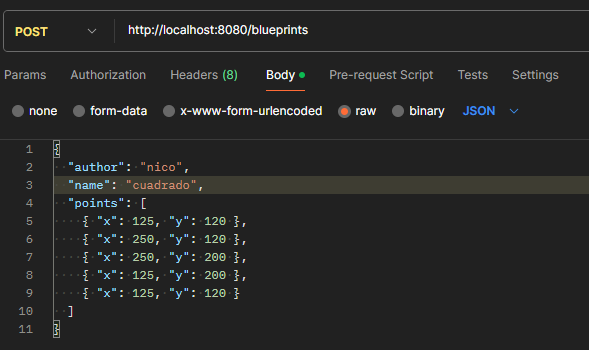 POST http://localhost:8080/blueprints
Params Authorization Headers (8) Body Pre-request Script Tests Settings
none form-data x-www-form-urlencoded raw binary JSON
1 {
2 "author": "nico",
3 "name": "cuadrado",
4 "points": [
5 { "x": 125, "y": 120 },
6 { "x": 250, "y": 120 },
7 { "x": 250, "y": 200 },
8 { "x": 125, "y": 200 },
9 { "x": 125, "y": 120 }
10 ]
11 }